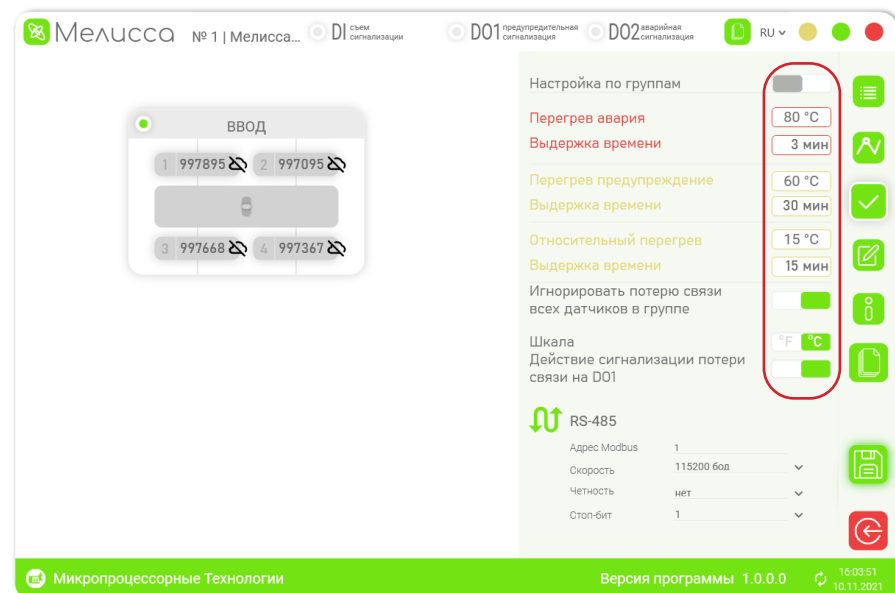 Мелисса № 1 | Мелисса... DI съем сигнализации DO1 предупредительная сигнализация DO2 аварийная сигнализация RU
ВВОД
1 997895 2 997095
3 997668 4 997367
Настройка по группам
Перегрев авария 80 °C
Выдержка времени 3 мин
Перегрев предупреждение 60 °C
Выдержка времени 30 мин
Относительный перегрев 15 °C
Выдержка времени 15 мин
Игнорировать потерю связи
всех датчиков в группе
Шкала °F °C
Действие сигнализации потери
связи на DO1
RS-485
Адрес Modbus 1
Скорость 115200 бод
Четность нет
Стоп-бит 1
Микропроцессорные Технологии Версия программы 1.0.0.0 16:03:51
10.11.2021